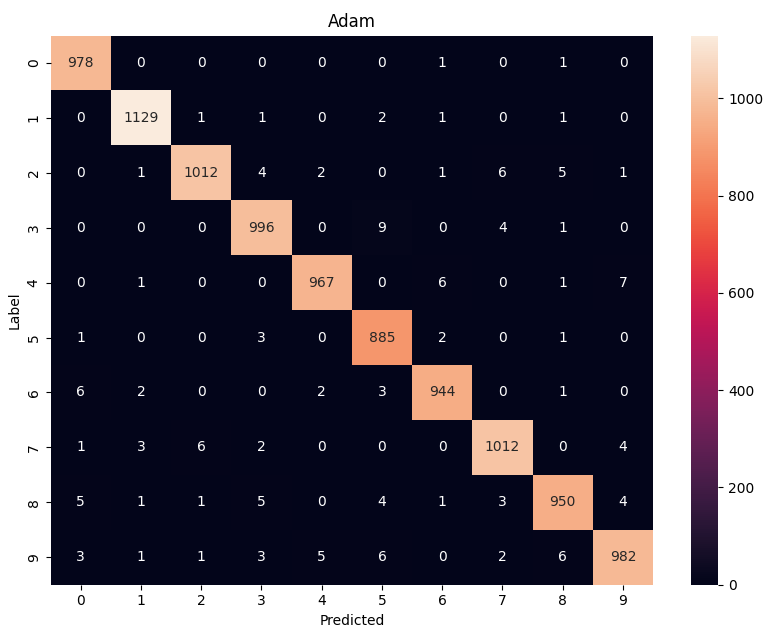 Adam
0 978 0 0 0 0 0 1 0 1 0
1 0 1129 1 1 0 2 1 0 1 0
2 0 1 1012 4 2 0 1 6 5 1
3 0 0 0 996 0 9 0 4 1 0
4 0 1 0 0 967 0 6 0 1 7
5 1 0 0 3 0 885 2 0 1 0
6 6 2 0 0 2 3 944 0 1 0
7 1 3 6 2 0 0 0 1012 0 4
8 5 1 1 5 0 4 1 3 950 4
9 3 1 1 3 5 6 0 2 6 982
0 1 2 3 4 5 6 7 8 9
Predicted
Label
1000
800
600
400
200
0